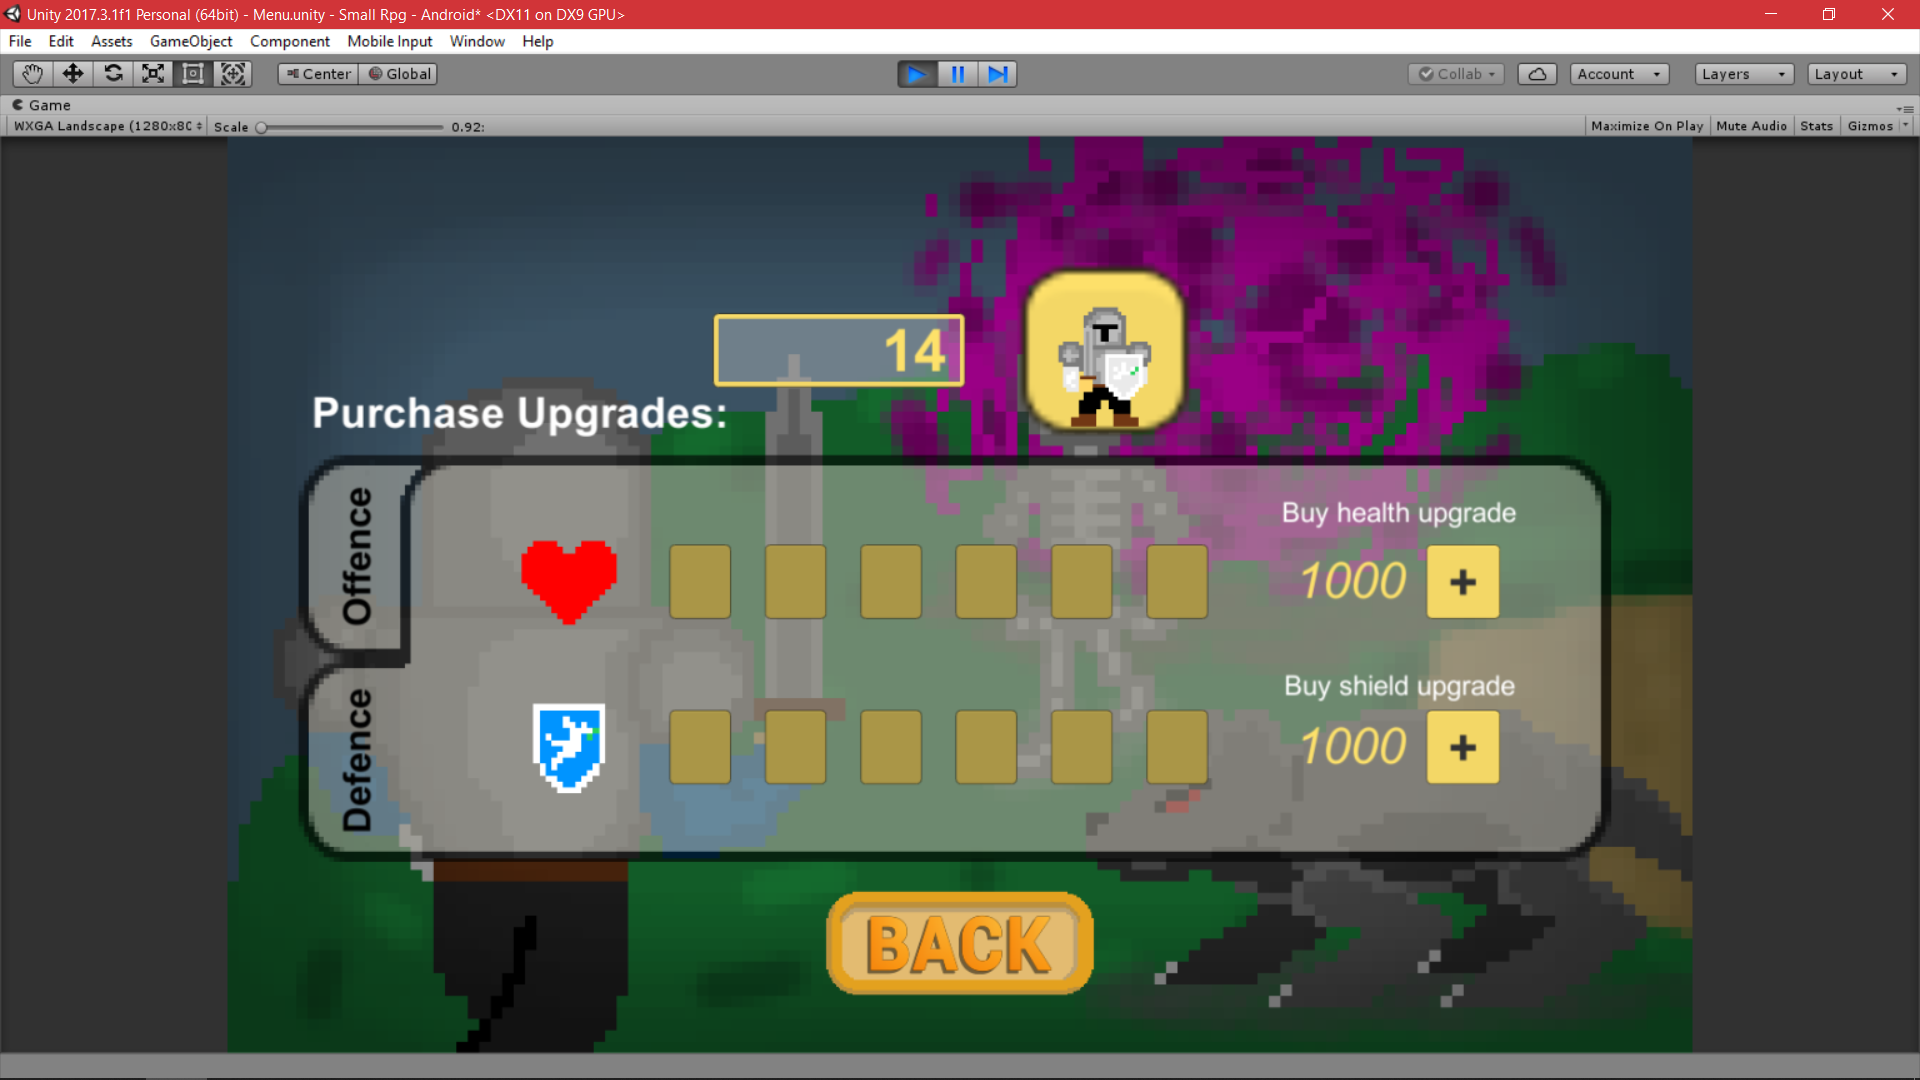 Unity 2017.3.1f1 Personal (64bit) - Menu.unity - Small Rpg - Android* <DX11 on DX9 GPU>
File Edit Assets GameObject Component Mobile Input Window Help
Center Global Collab Account Layers Layout
Game
WXGA Landscape (1280x8C Scale 0.92: Maximize On Play Mute Audio Stats Gizmos
14
Purchase Upgrades:
Offence
Defence
Buy health upgrade
1000 +
Buy shield upgrade
1000 +
BACK